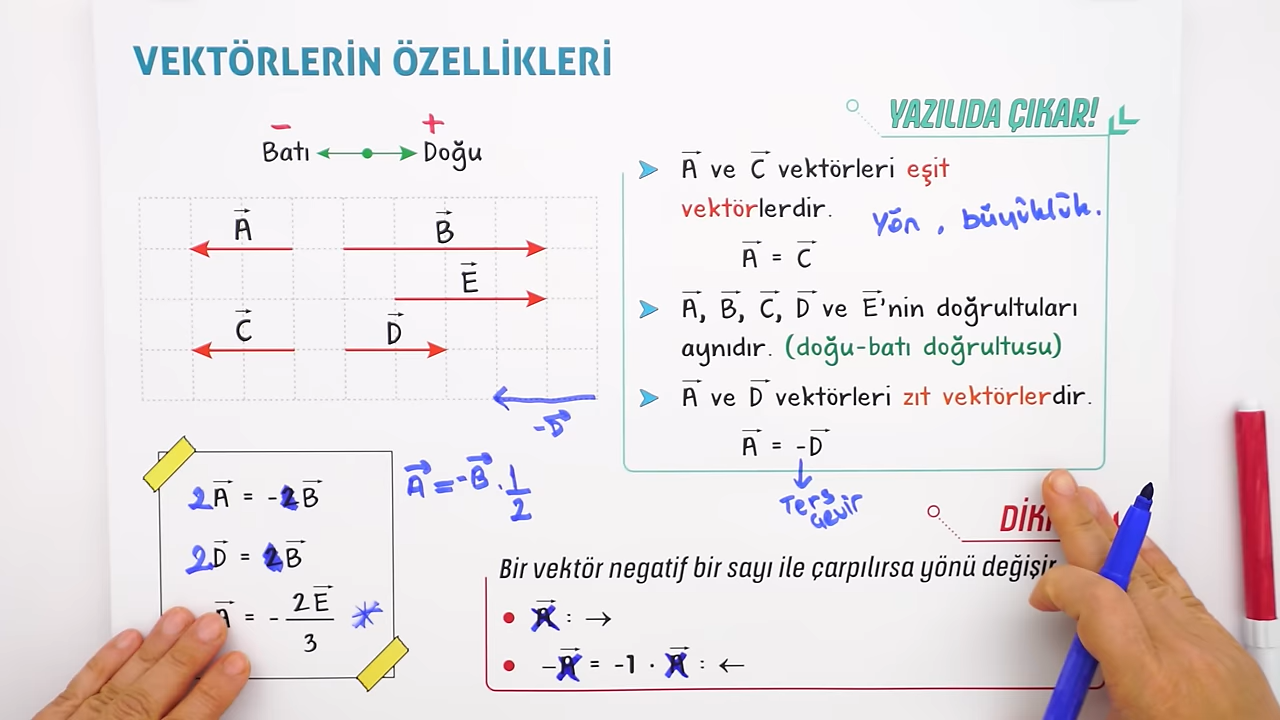 VEKTÖRLERİN ÖZELLİKLERİ
- +
Batı Doğu
A B
E
C D
-D
YAZILIDA ÇIKAR!
A ve C vektörleri eşit
vektörlerdir.
Yön, büyüklük.
A = C
A, B, C, D ve E'nin doğrultuları
aynıdır. (doğu-batı doğrultusu)
A ve D vektörleri zıt vektörlerdir.
A = -D
Ters
çevir
2A = -2B
A = -B · 1/2
2D = 2B
A = - 2E/3 *
Bir vektör negatif bir sayı ile çarpılırsa yönü değişir
A : →
-A = -1 · A : ←